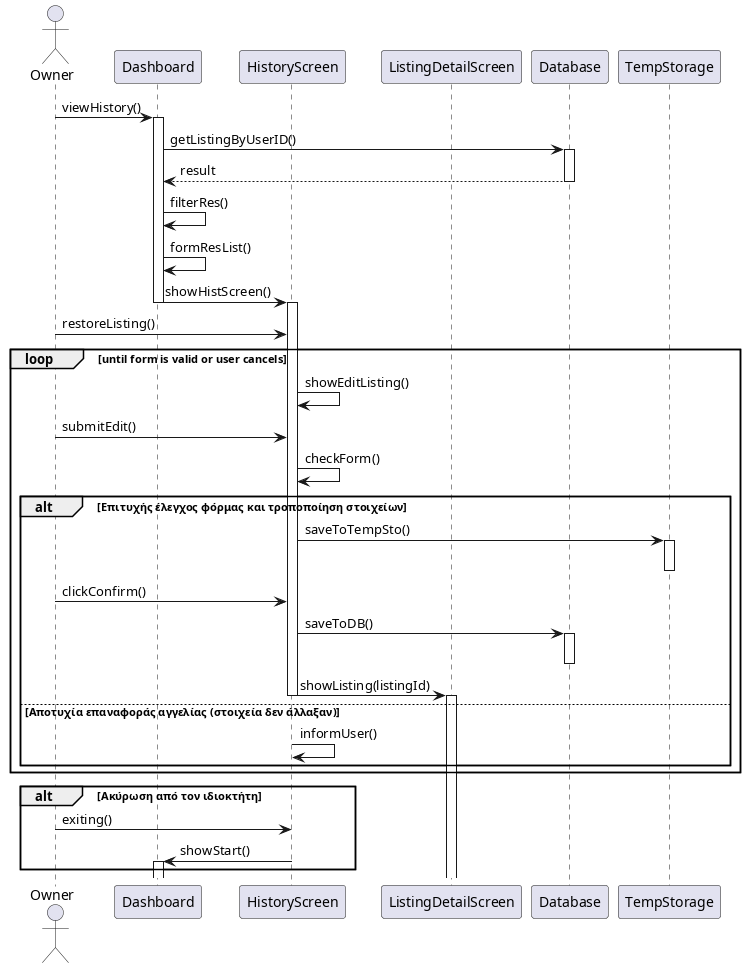 Owner
Dashboard
HistoryScreen
ListingDetailScreen
Database
TempStorage
viewHistory()
getListingByUserID()
result
filterRes()
formResList()
showHistScreen()
restoreListing()
loop
[until form is valid or user cancels]
showEditListing()
submitEdit()
checkForm()
alt
[Επιτυχής έλεγχος φόρμας και τροποποίηση στοιχείων]
saveToTempSto()
clickConfirm()
saveToDB()
showListing(listingId)
[Αποτυχία επαναφοράς αγγελίας (στοιχεία δεν άλλαξαν)]
informUser()
alt
[Ακύρωση από τον ιδιοκτήτη]
exiting()
showStart()
Owner
Dashboard
HistoryScreen
ListingDetailScreen
Database
TempStorage